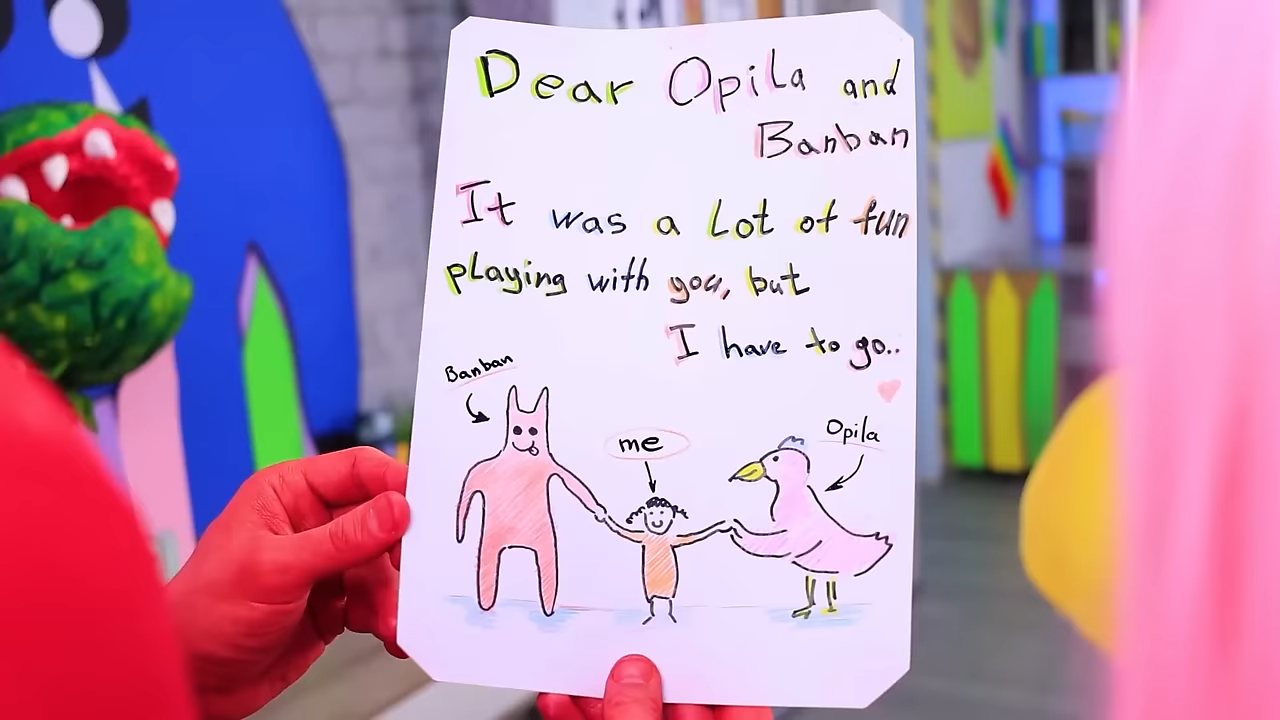 Dear Opila and
Banban
It was a Lot of fun
playing with you, but
I have to go..
Banban
me
Opila